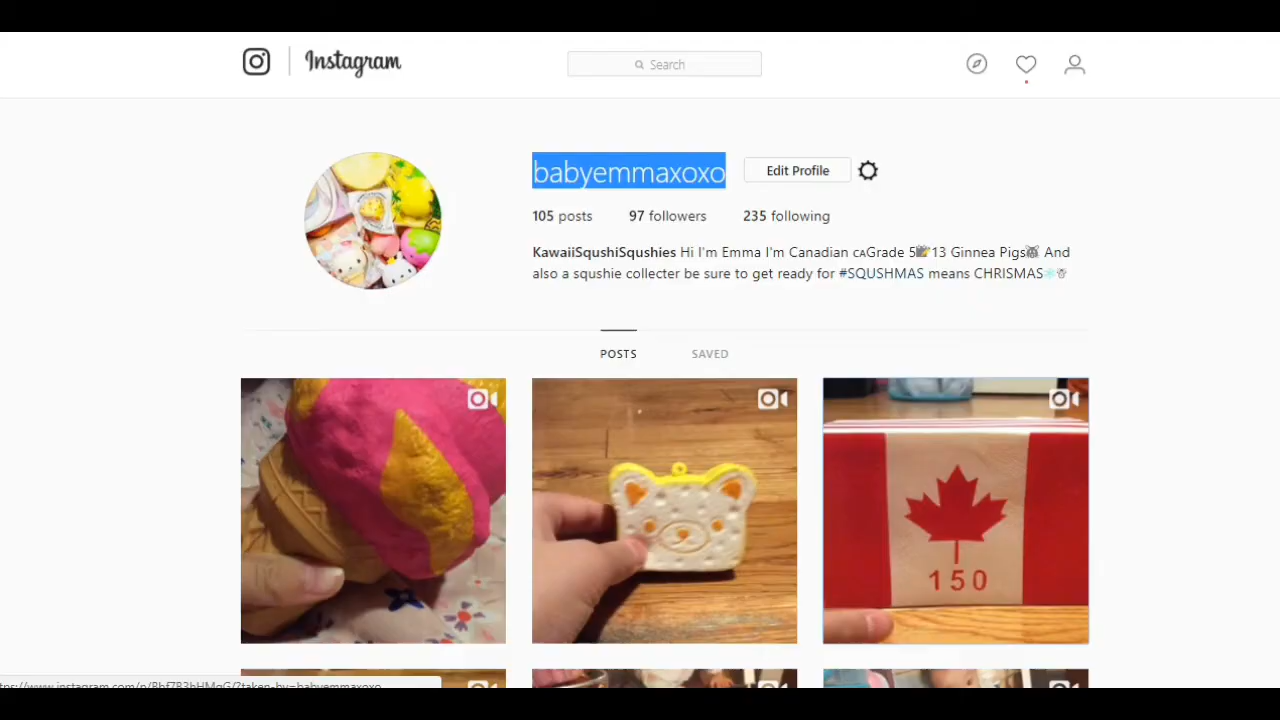 Instagram
Search
babyemmaxoxo
Edit Profile
105 posts 97 followers 235 following
KawaiiSqushiSqushies Hi I'm Emma I'm Canadian 🇨🇦Grade 5 13 Ginnea Pigs And
also a squshie collecter be sure to get ready for #SQUSHMAS means CHRISMAS
POSTS SAVED
150